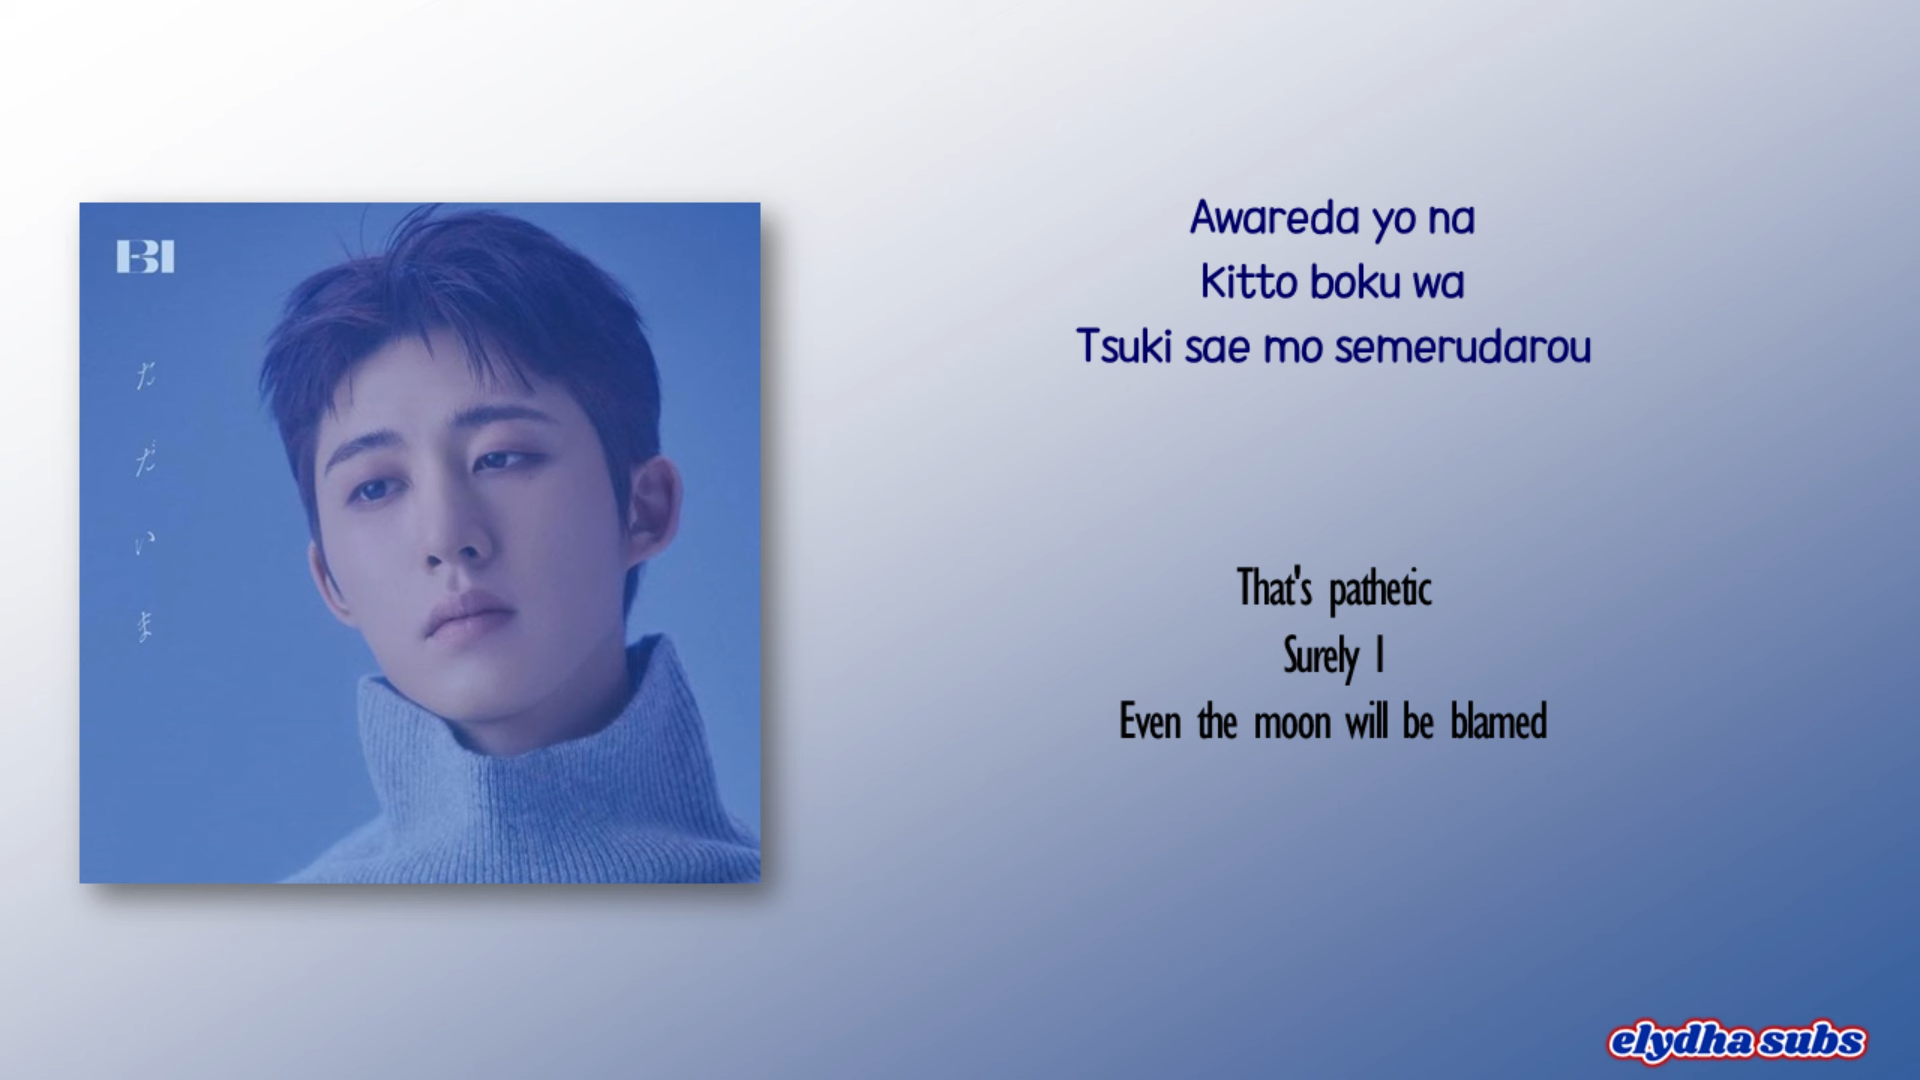 BI
ただいま
Awareda yo na
Kitto boku wa
Tsuki sae mo semerudarou
That's pathetic
Surely I
Even the moon will be blamed
elydha subs